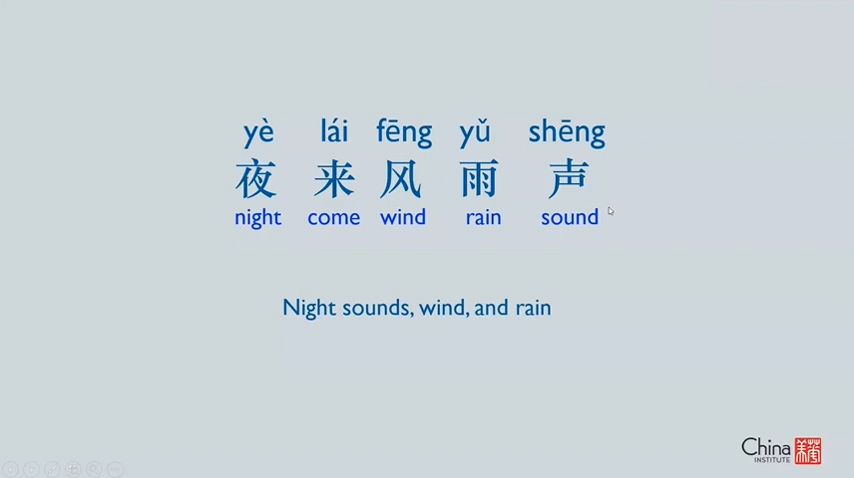 yè lái fēng yǔ shēng
夜 来 风 雨 声
night come wind rain sound
Night sounds, wind, and rain
China
INSTITUTE